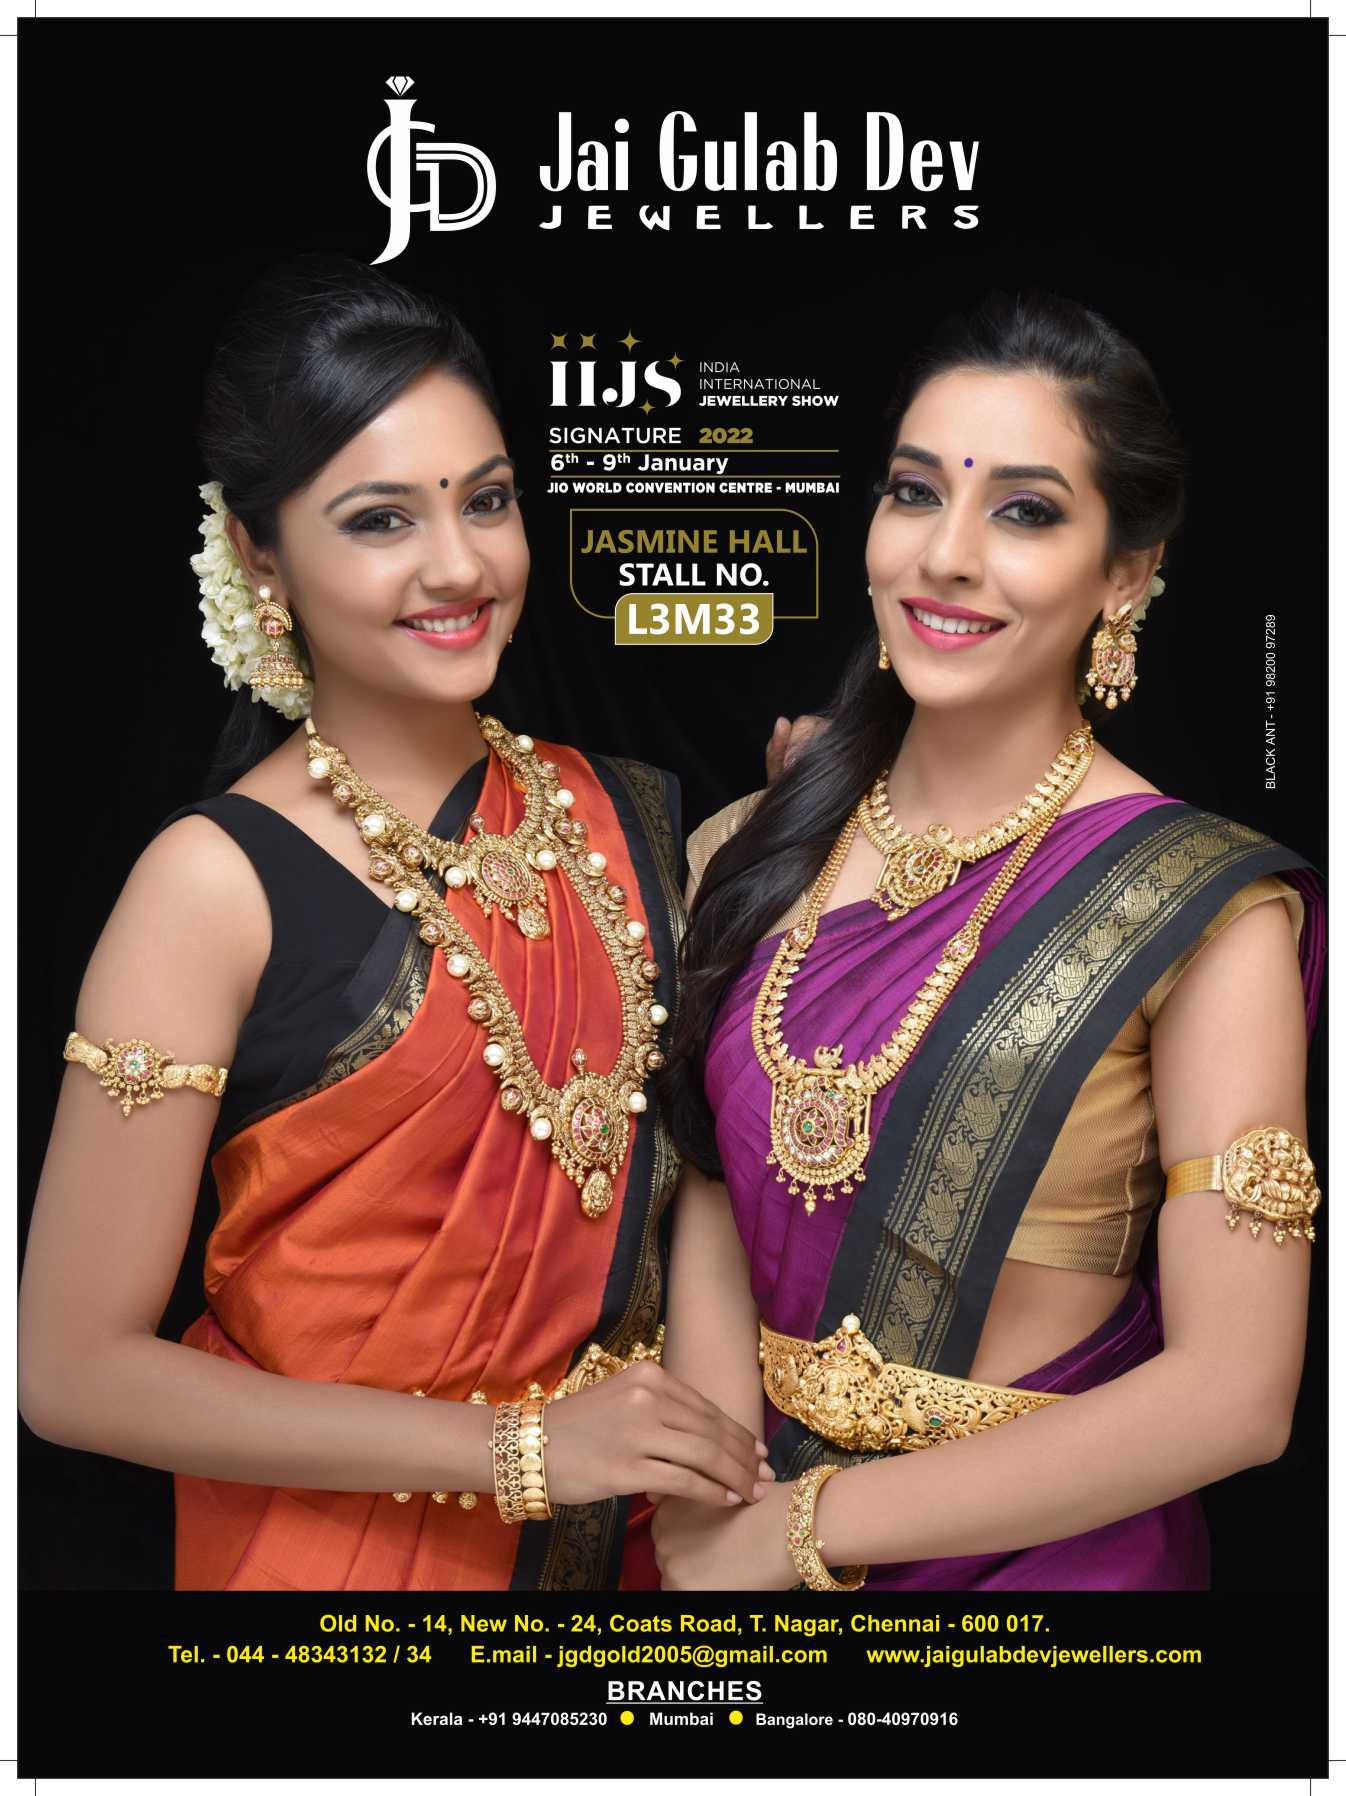 JGD
Jai Gulab Dev
JEWELLERS
IIJS
INDIA
INTERNATIONAL
JEWELLERY SHOW
SIGNATURE 2022
6th - 9th January
JIO WORLD CONVENTION CENTRE - MUMBAI
JASMINE HALL
STALL NO.
L3M33
BLACK ANT - +91 98200 97289
Old No. - 14, New No. - 24, Coats Road, T. Nagar, Chennai - 600 017.
Tel. - 044 - 48343132 / 34 E.mail - jgdgold2005@gmail.com www.jaigulabdevjewellers.com
BRANCHES
Kerala - +91 9447085230 ● Mumbai ● Bangalore - 080-40970916